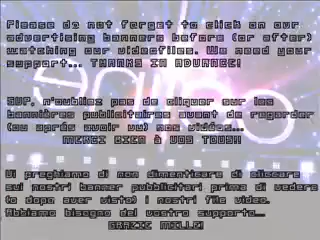 Please do not forget to click on our
advertising banners before (or after)
watching our videofiles. We need your
support... THANKS IN ADVANCE!
SVP, n'oubliez pas de cliquer sur les
bannières publicitaires avant de regarder
(ou aprés avoir vu) nos vidéos...
MERCI BIEN à VOS TOUS!!
Vi preghiamo di non dimenticare di cliccare
sui nostri banner pubblicitari prima di vedere
(o dopo aver visto) i nostri file video.
Abbiamo bisogno del vostro supporto...
GRAZIE MILLE!